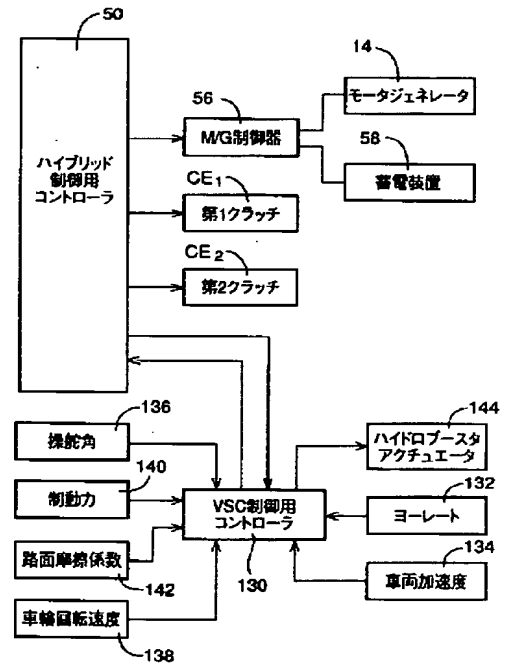 50
ハイブリッド
制御用
コントローラ
56
M/G制御器
14
モータジェネレータ
58
蓄電装置
CE1
第1クラッチ
CE2
第2クラッチ
136
操舵角
140
制動力
路面摩擦係数
142
車輪回転速度
138
VSC制御用
コントローラ
130
144
ハイドロブースタ
アクチュエータ
132
ヨーレート
134
車両加速度